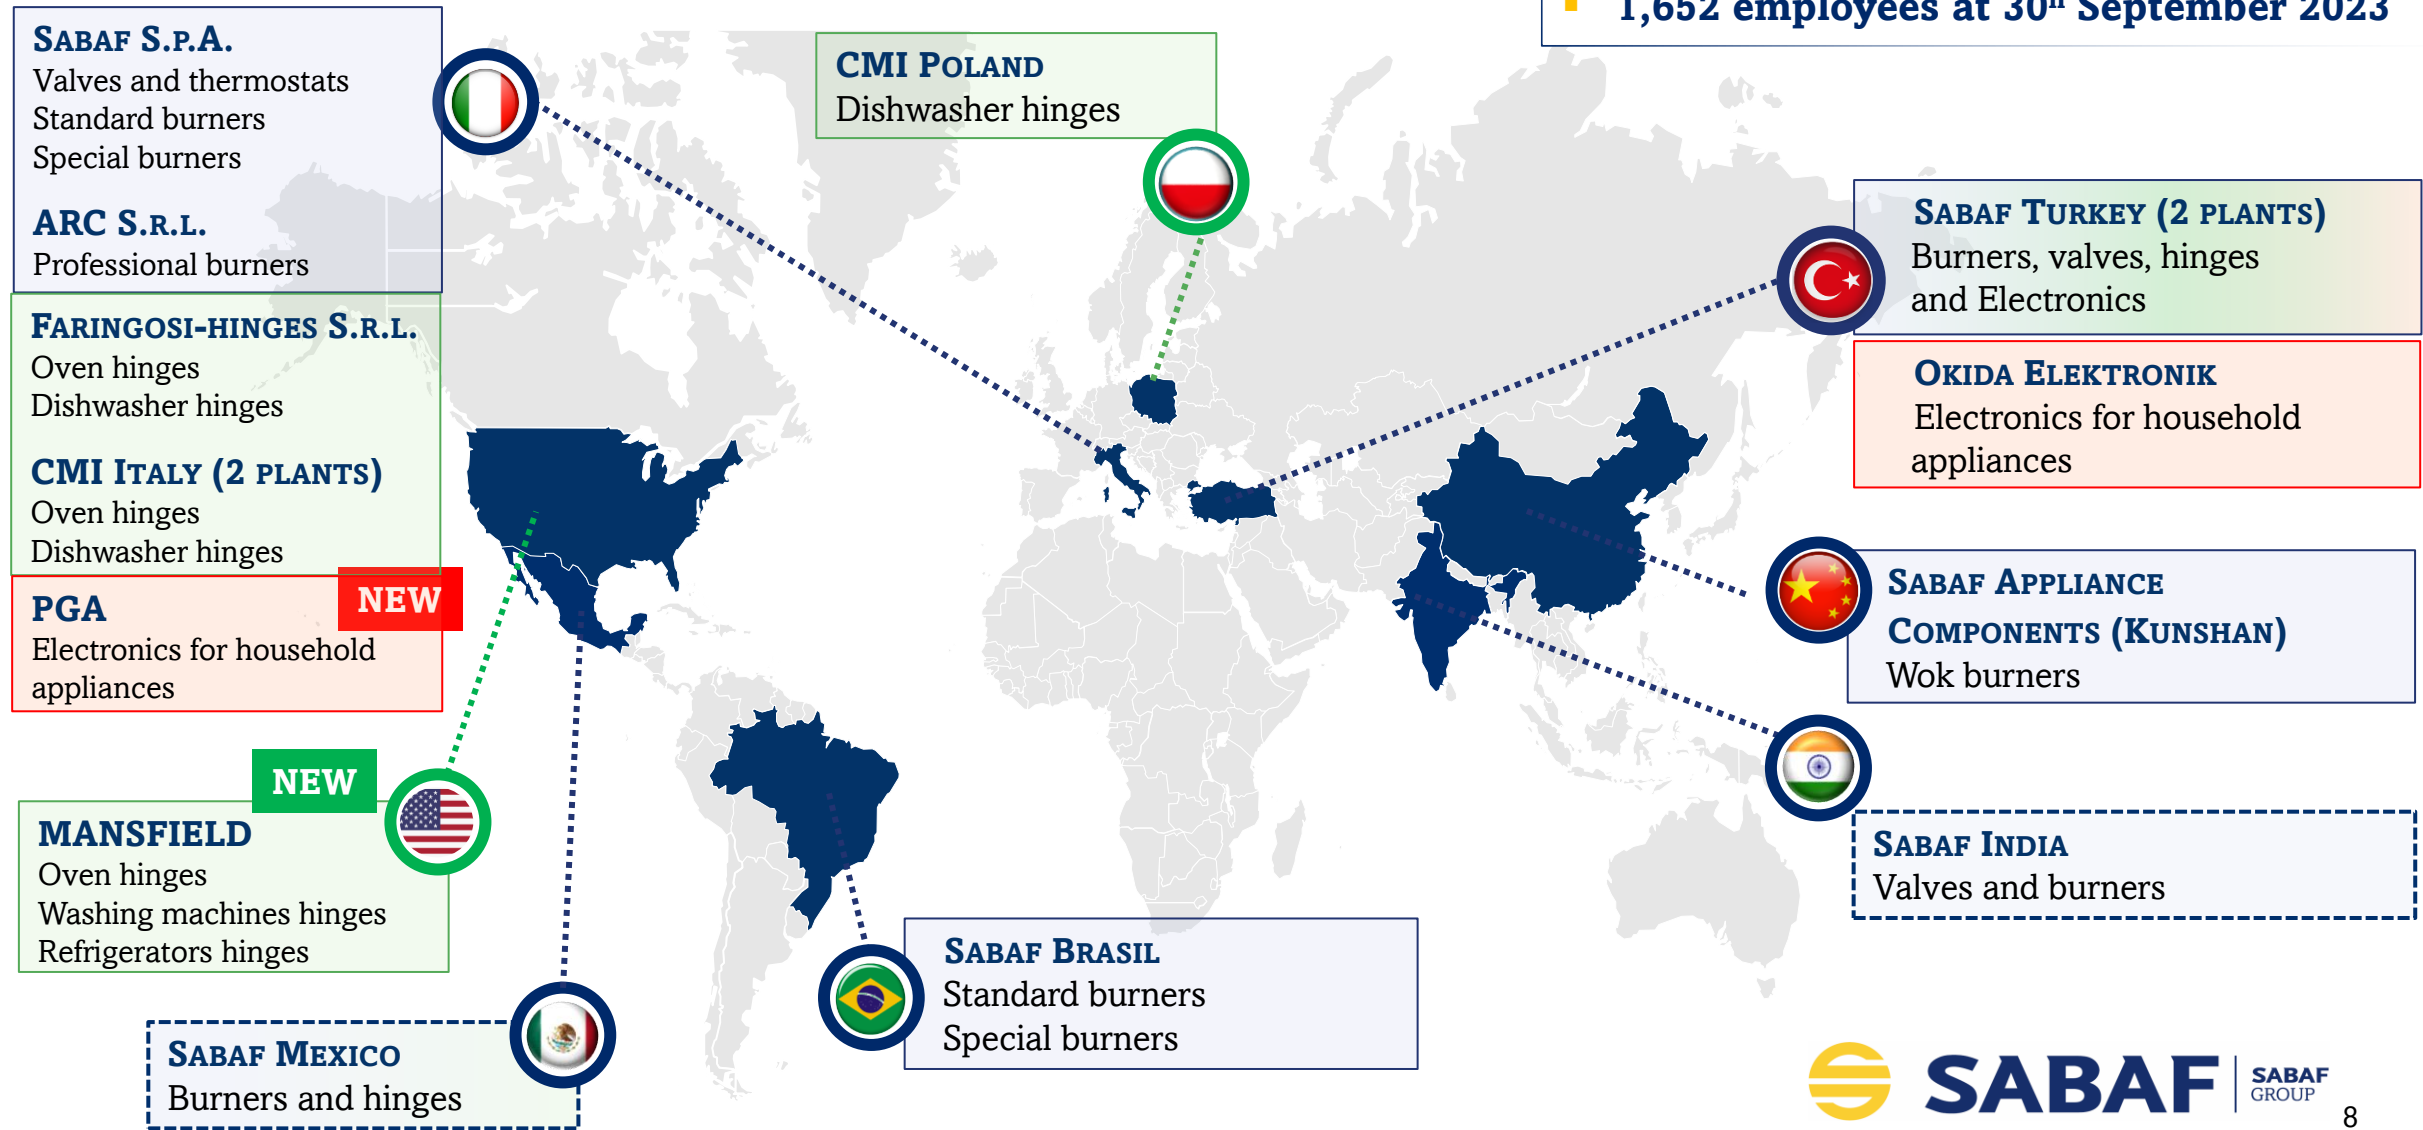 1,652 employees at 30ʰ September 2023
SABAF S.P.A.
Valves and thermostats
Standard burners
Special burners
ARC S.R.L.
Professional burners
FARINGOSI-HINGES S.R.L.
Oven hinges
Dishwasher hinges
CMI ITALY (2 PLANTS)
Oven hinges
Dishwasher hinges
NEW
PGA
Electronics for household
appliances
NEW
MANSFIELD
Oven hinges
Washing machines hinges
Refrigerators hinges
SABAF MEXICO
Burners and hinges
CMI POLAND
Dishwasher hinges
SABAF BRASIL
Standard burners
Special burners
SABAF TURKEY (2 PLANTS)
Burners, valves, hinges
and Electronics
OKIDA ELEKTRONIK
Electronics for household
appliances
SABAF APPLIANCE
COMPONENTS (KUNSHAN)
Wok burners
SABAF INDIA
Valves and burners
SABAF
SABAF
GROUP
8